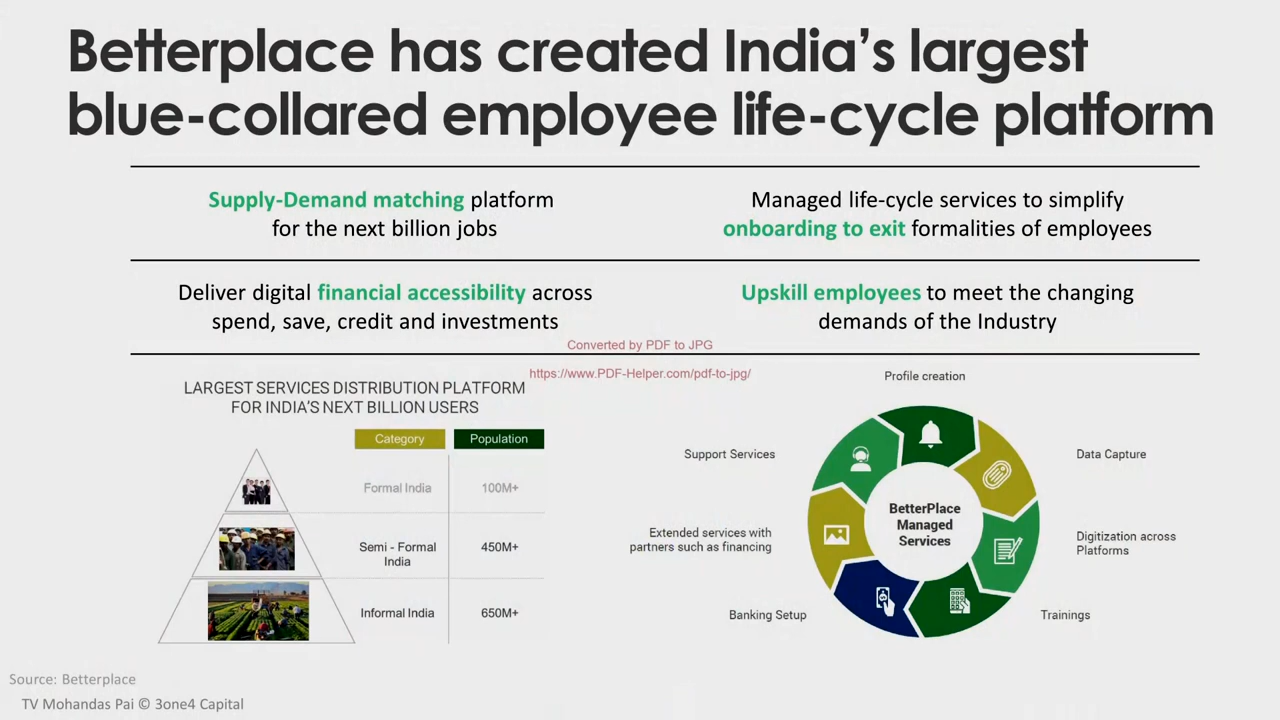 Betterplace has created India's largest
blue-collared employee life-cycle platform
Supply-Demand matching platform
for the next billion jobs
Managed life-cycle services to simplify
onboarding to exit formalities of employees
Deliver digital financial accessibility across
spend, save, credit and investments
Upskill employees to meet the changing
demands of the Industry
Converted by PDF to JPG
https://www.PDF-Helper.com/pdf-to-jpg/
LARGEST SERVICES DISTRIBUTION PLATFORM
FOR INDIA'S NEXT BILLION USERS
Category Population
Formal India 100M+
Semi - Formal
India
450M+
Informal India 650M+
Profile creation
Data Capture
Digitization across
Platforms
Trainings
Banking Setup
Extended services with
partners such as financing
Support Services
BetterPlace
Managed
Services
Source: Betterplace
TV Mohandas Pai © 3one4 Capital